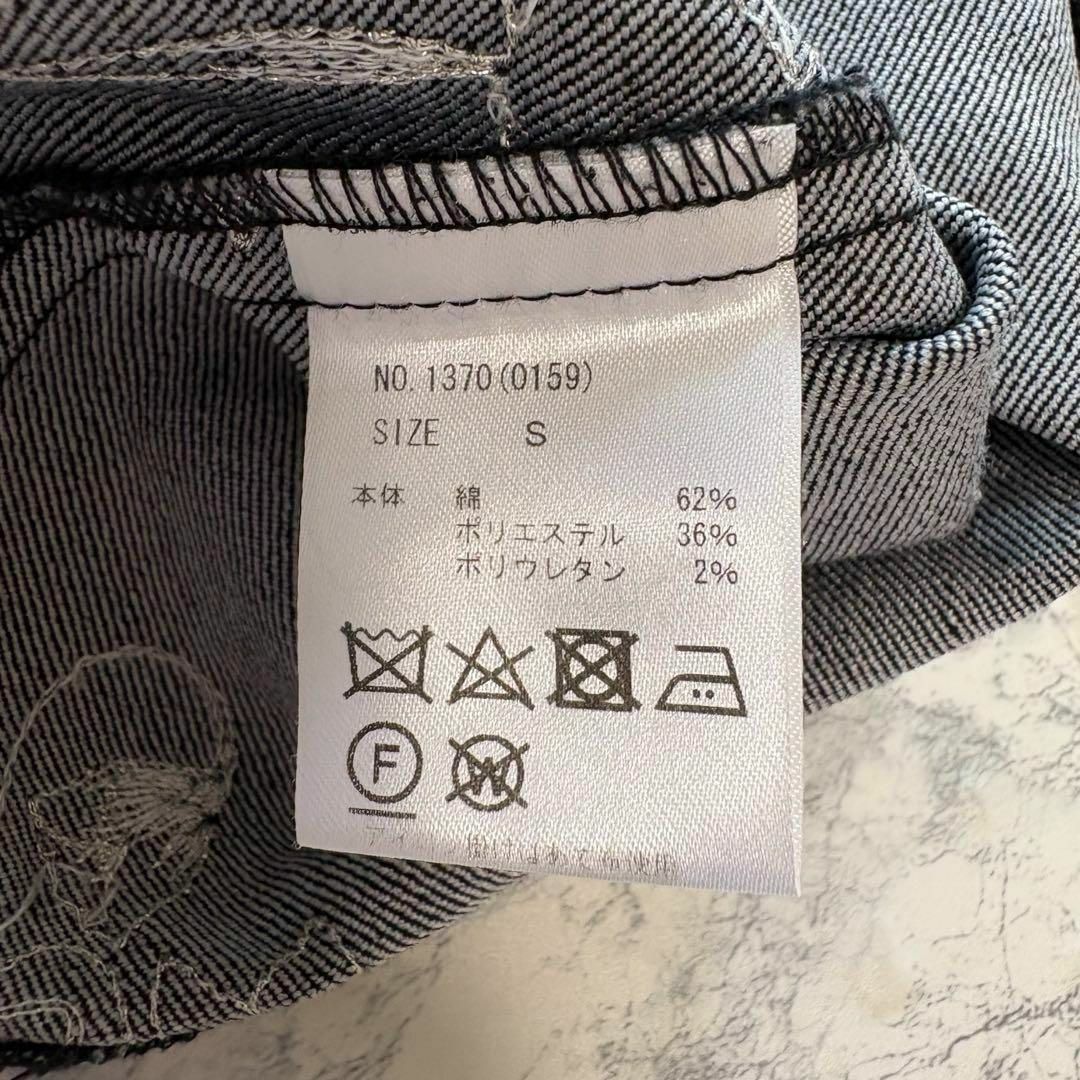 NO. 1370(0159)
SIZE S
本体 綿 62%
ポリエステル 36%
ポリウレタン 2%
F W